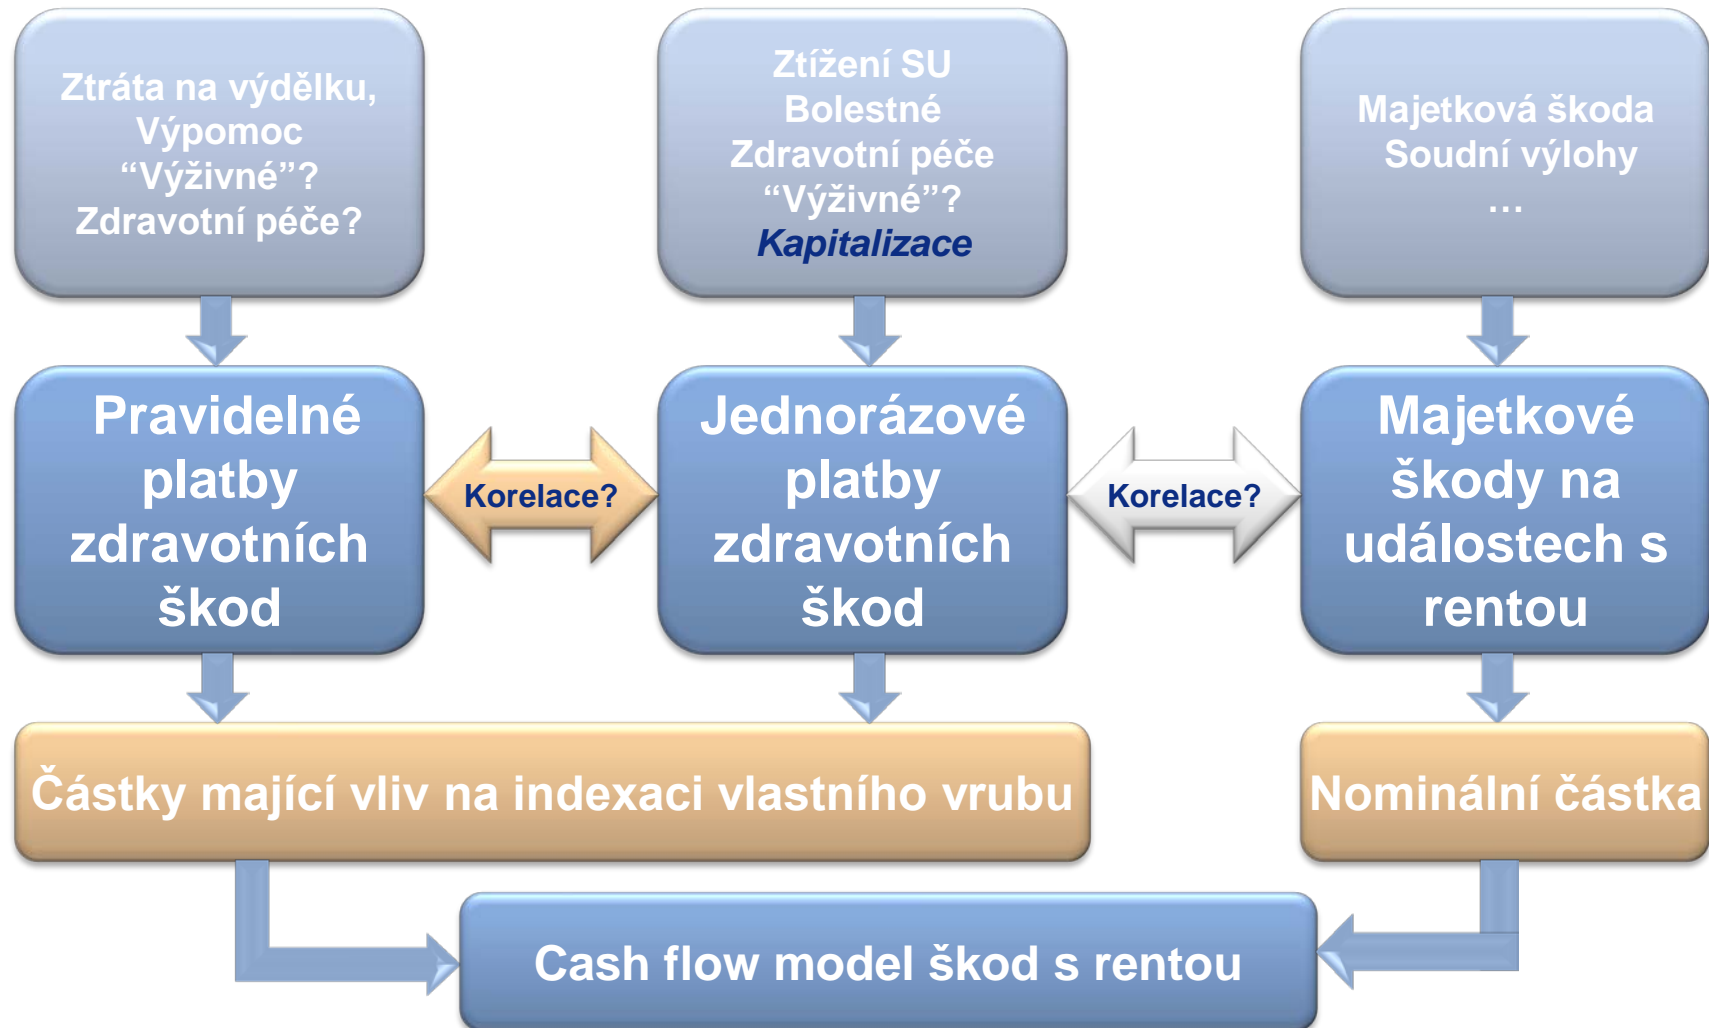 Ztráta na výdělku,
Výpomoc
“Výživné”?
Zdravotní péče?
Ztížení SU
Bolestné
Zdravotní péče
“Výživné”?
Kapitalizace
Majetková škoda
Soudní výlohy
…
Pravidelné
platby
zdravotních
škod
Korelace?
Jednorázové
platby
zdravotních
škod
Korelace?
Majetkové
škody na
událostech s
rentou
Částky mající vliv na indexaci vlastního vrubu
Nominální částka
Cash flow model škod s rentou